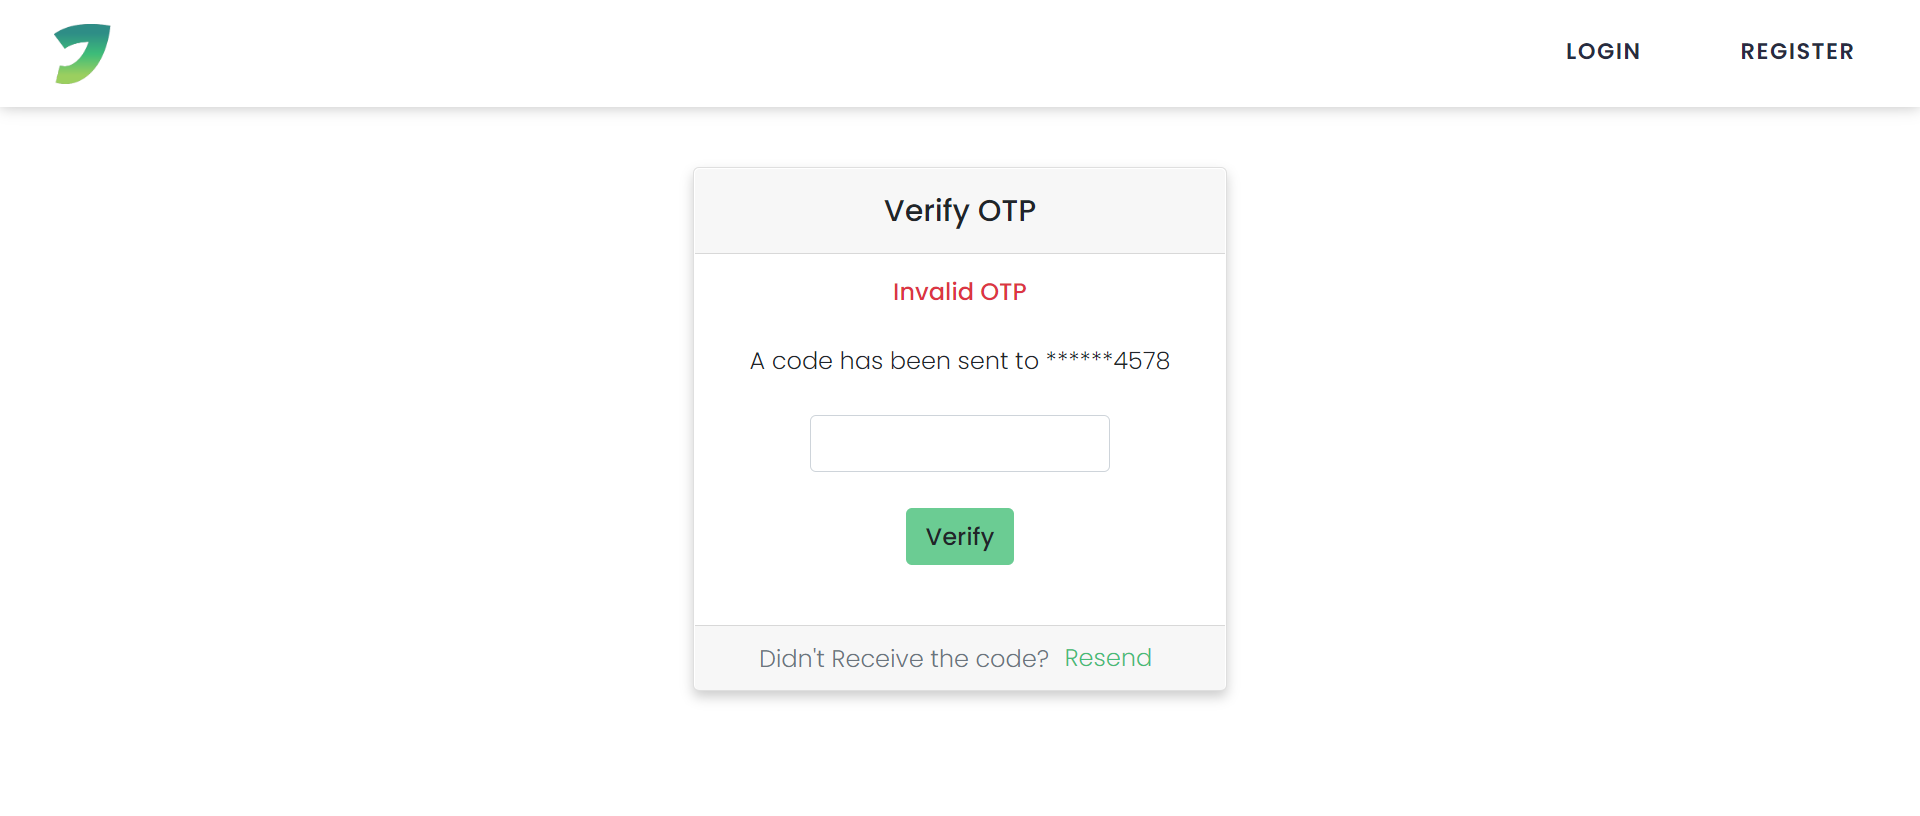 LOGIN REGISTER
Verify OTP
Invalid OTP
A code has been sent to ******4578
Verify
Didn't Receive the code? Resend